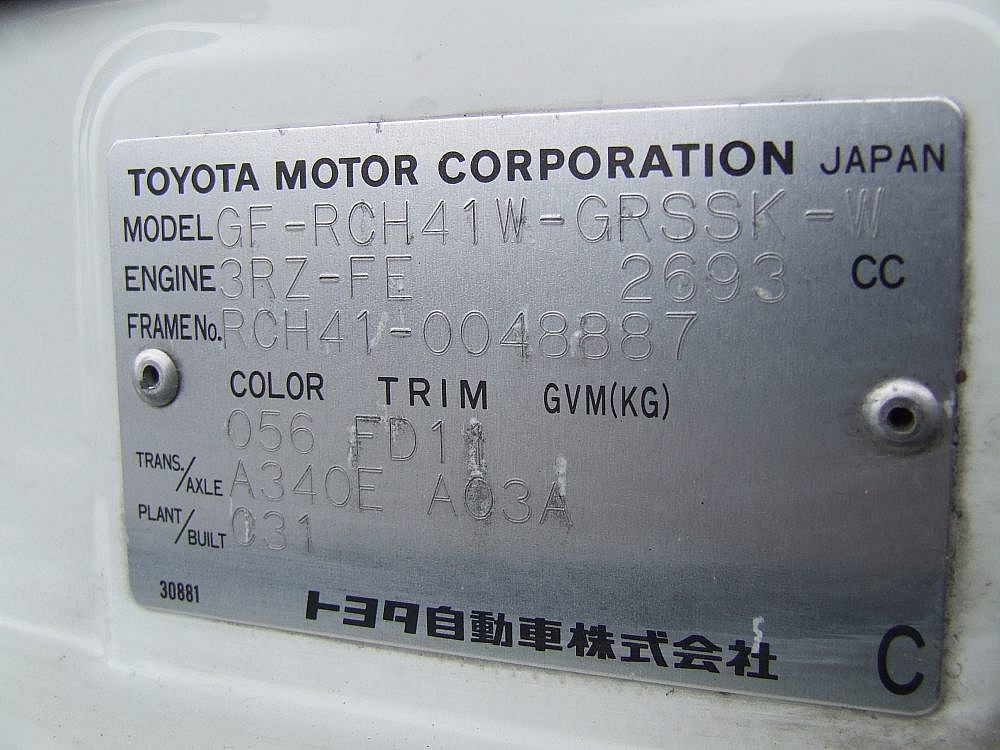 TOYOTA MOTOR CORPORATION JAPAN
MODEL GF-RCH41W-GRSSK-W
ENGINE 3RZ-FE 2693 CC
FRAME No. RCH41-0048887
COLOR TRIM GVM(KG)
056 FD11
TRANS./AXLE A340E A03A
PLANT/BUILT C31
30881
トヨタ自動車株式会社
C